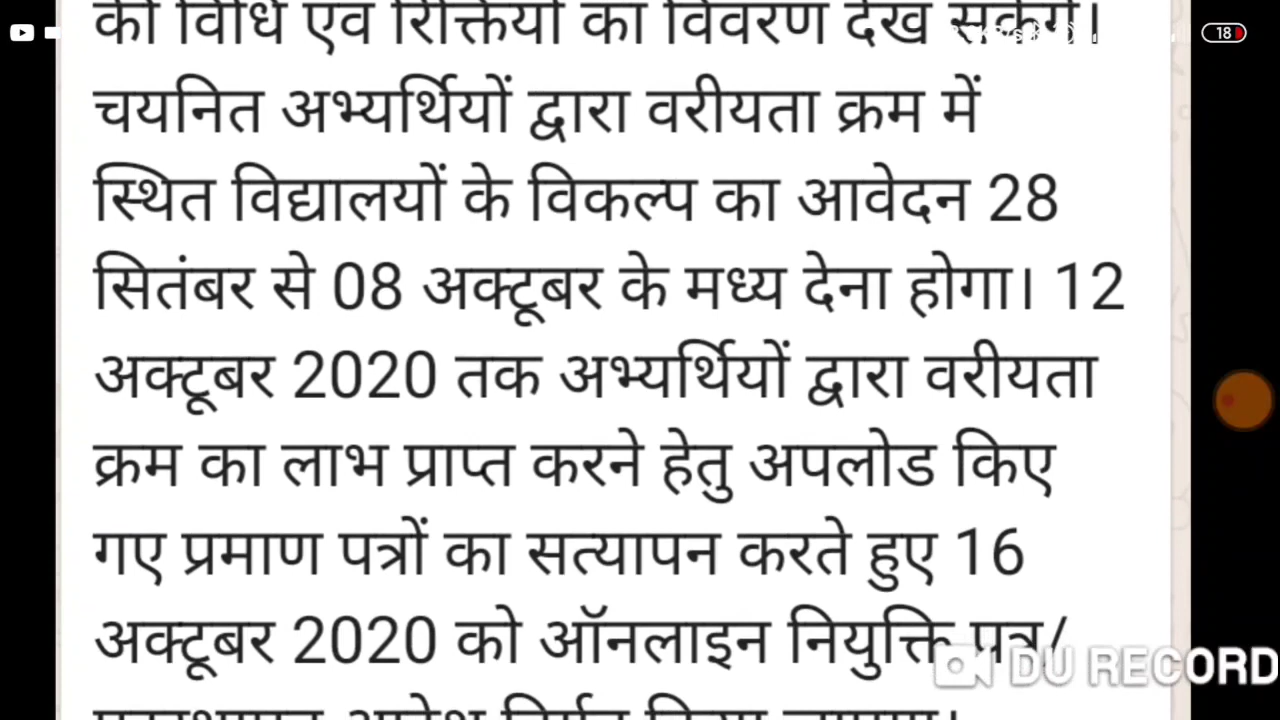 की विधि एवं रिक्तियों का विवरण देख सकेंगे।
18
चयनित अभ्यर्थियों द्वारा वरीयता क्रम में
स्थित विद्यालयों के विकल्प का आवेदन 28
सितंबर से 08 अक्टूबर के मध्य देना होगा। 12
अक्टूबर 2020 तक अभ्यर्थियों द्वारा वरीयता
क्रम का लाभ प्राप्त करने हेतु अपलोड किए
गए प्रमाण पत्रों का सत्यापन करते हुए 16
अक्टूबर 2020 को ऑनलाइन नियुक्ति पत्र/
DU RECORD